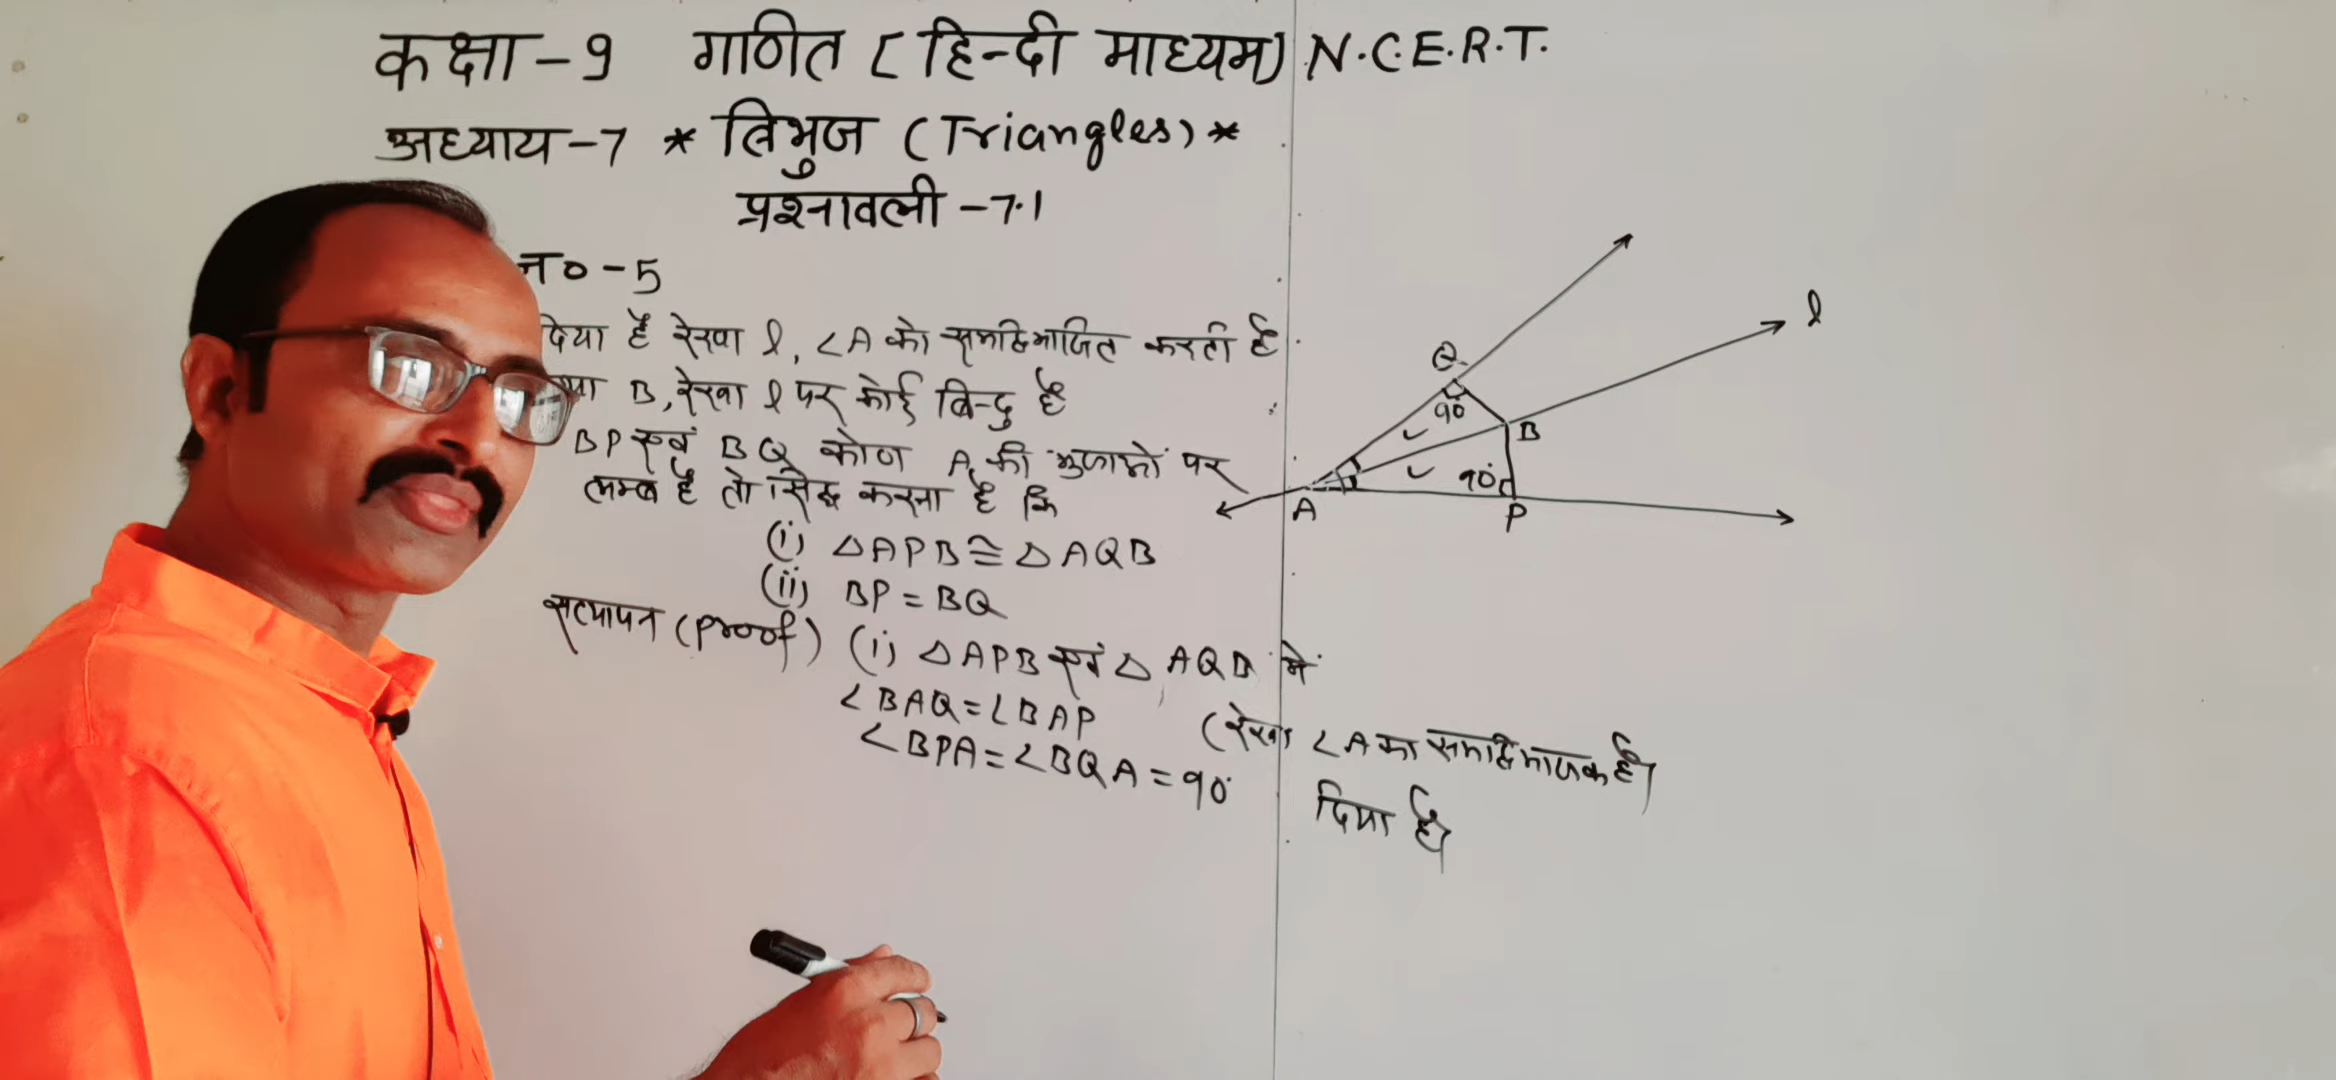 कक्षा-9 गणित (हिन्दी माध्यम) N.C.E.R.T.
अध्याय-7 * त्रिभुज (Triangles) *
प्रश्नावली-7.1
न0-5
दिया है रेखा l, ∠A को समद्विभाजित करती है
B, रेखा l पर कोई बिन्दु है
BP एवं BQ कोण A की भुजाओं पर
लम्ब है तो सिद्ध करना है कि
(i) △APB ≅ △AQB
(ii) BP = BQ
सत्यापन (Proof) (i) △APB एवं △AQB में
∠BAQ = ∠BAP (रेखा ∠A का समद्विभाजक है)
∠BPA = ∠BQA = 90° दिया है)
l
Q
90°
B
90°
A
P